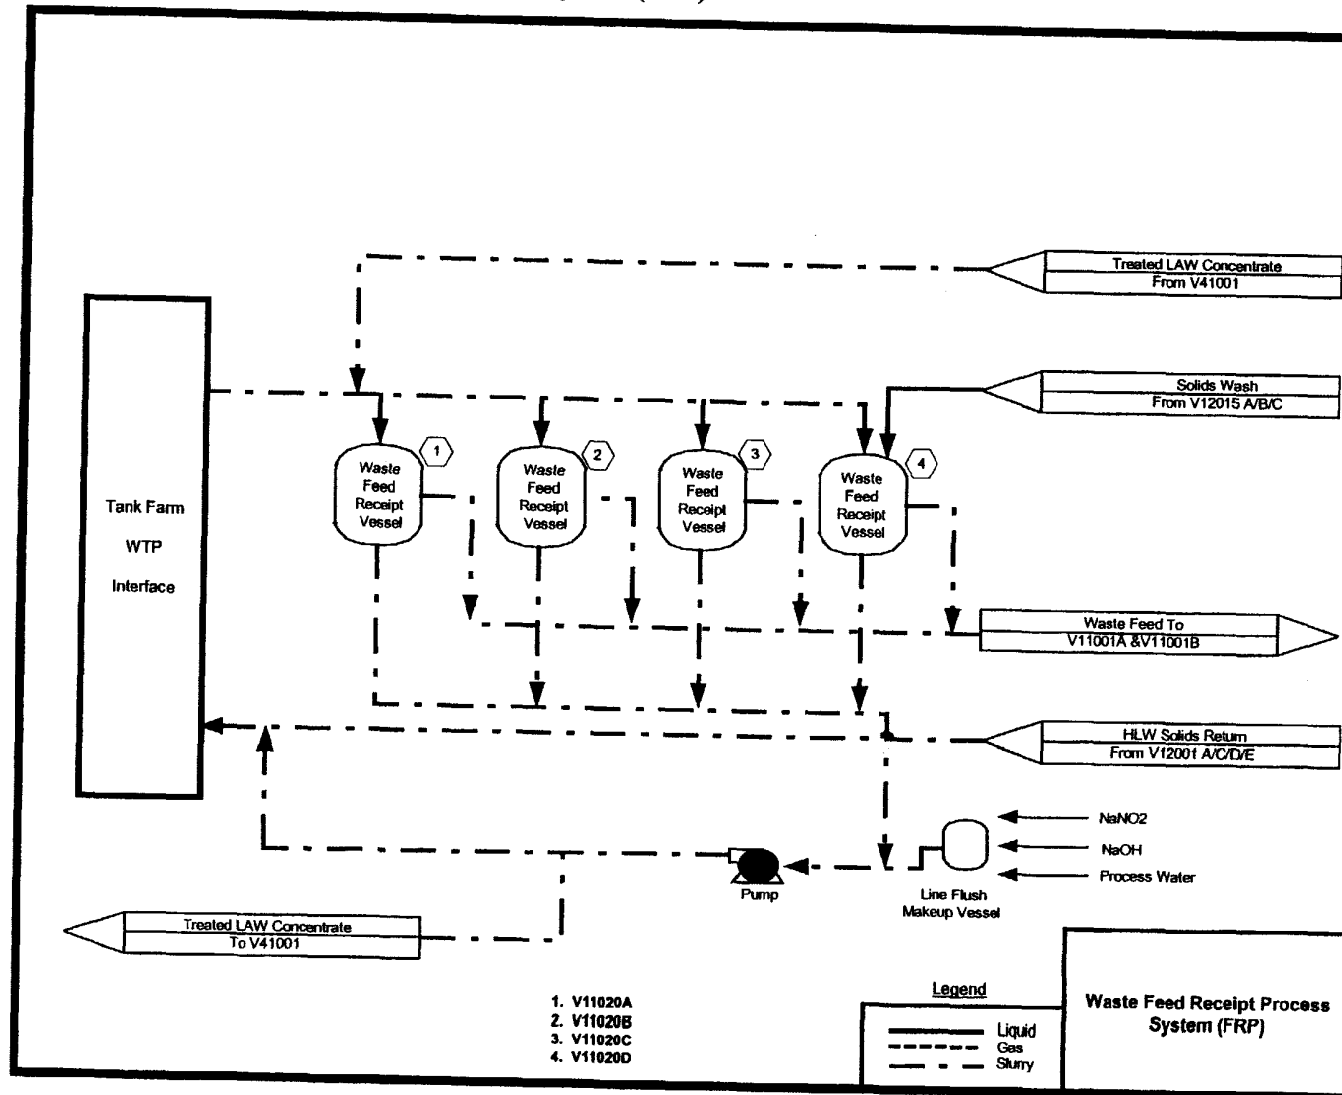 Treated LAW Concentrate
From V41001
Solids Wash
From V12015 A/B/C
1
2
3
4
Waste
Feed
Receipt
Vessel
Waste
Feed
Receipt
Vessel
Waste
Feed
Receipt
Vessel
Waste
Feed
Receipt
Vessel
Tank Farm
WTP
Interface
Waste Feed To
V11001A &V11001B
HLW Solids Return
From V12001 A/C/D/E
NaNO2
NaOH
Process Water
Pump
Line Flush
Makeup Vessel
Treated LAW Concentrate
To V41001
1. V11020A
2. V11020B
3. V11020C
4. V11020D
Legend
Liquid
Gas
Slurry
Waste Feed Receipt Process
System (FRP)